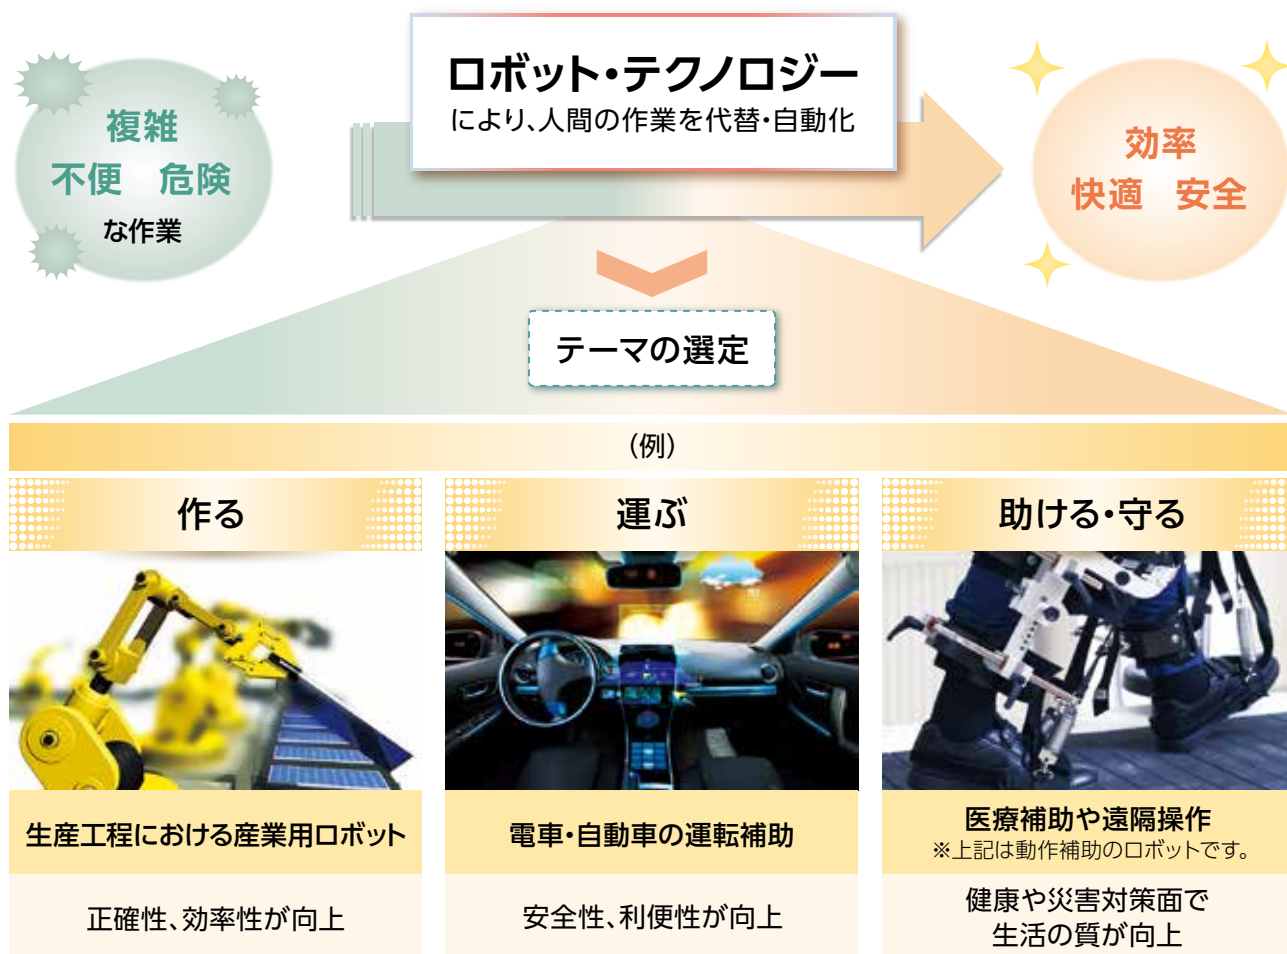 複雑
不便　危険
な作業
ロボット・テクノロジー
により、人間の作業を代替・自動化
効率
快適　安全
テーマの選定
（例）
作る
生産工程における産業用ロボット
正確性、効率性が向上
運ぶ
電車・自動車の運転補助
安全性、利便性が向上
助ける・守る
医療補助や遠隔操作
※上記は動作補助のロボットです。
健康や災害対策面で
生活の質が向上